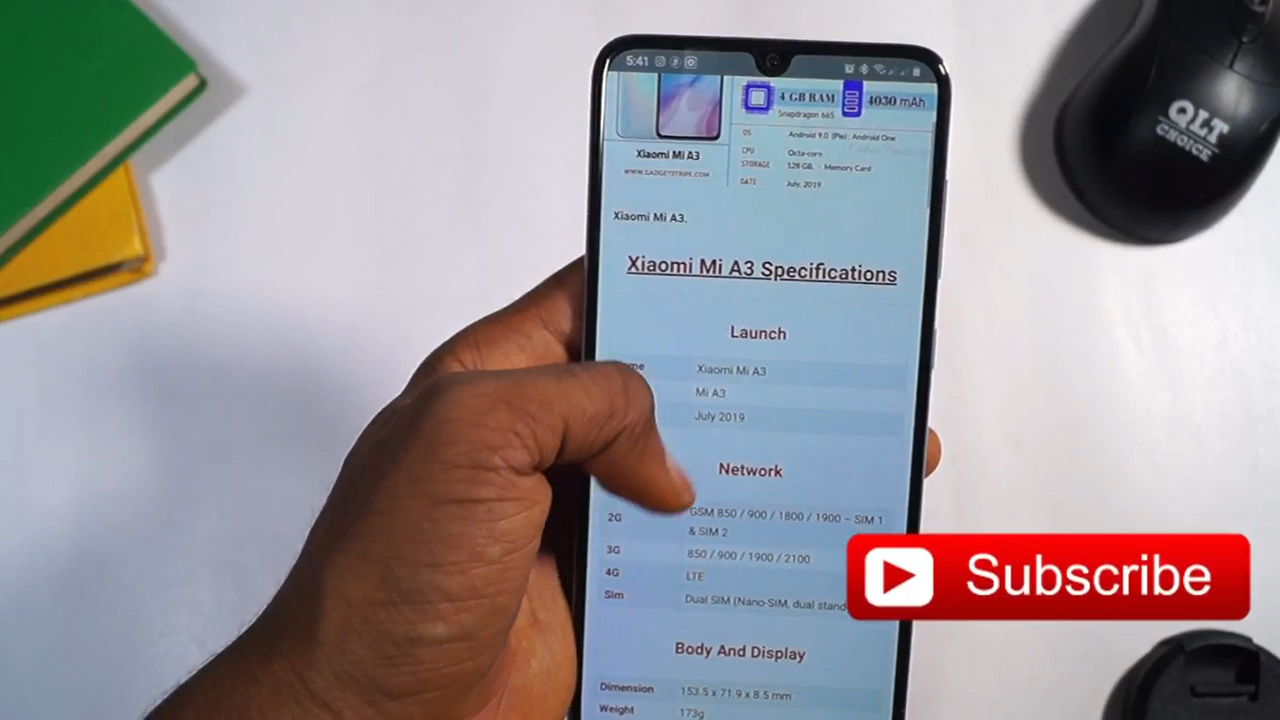 5:41
4 GB RAM
4030 mAh
Snapdragon 665
OS Android 9.0 (Pie) ; Android One
CPU Octa-core
STORAGE 128 GB, - Memory Card
DATE July, 2019
Xiaomi Mi A3
WWW.GADGETSTRIPE.COM
Xiaomi Mi A3.
Xiaomi Mi A3 Specifications
Launch
Xiaomi Mi A3
Mi A3
July 2019
Network
2G GSM 850 / 900 / 1800 / 1900 – SIM 1
& SIM 2
3G 850 / 900 / 1900 / 2100
4G LTE
Sim Dual SIM (Nano-SIM, dual stand
Body And Display
Dimension 153.5 x 71.9 x 8.5 mm
Weight 173g
QLT
CHOICE
Subscribe